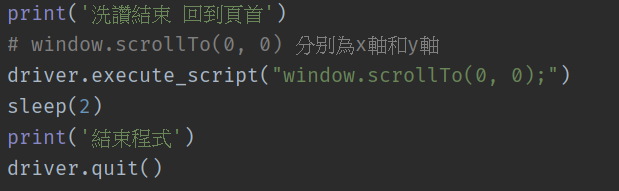 print('洗讚結束 回到頁首')
# window.scrollTo(0, 0) 分別為x軸和y軸
driver.execute_script("window.scrollTo(0, 0);")
sleep(2)
print('結束程式')
driver.quit()